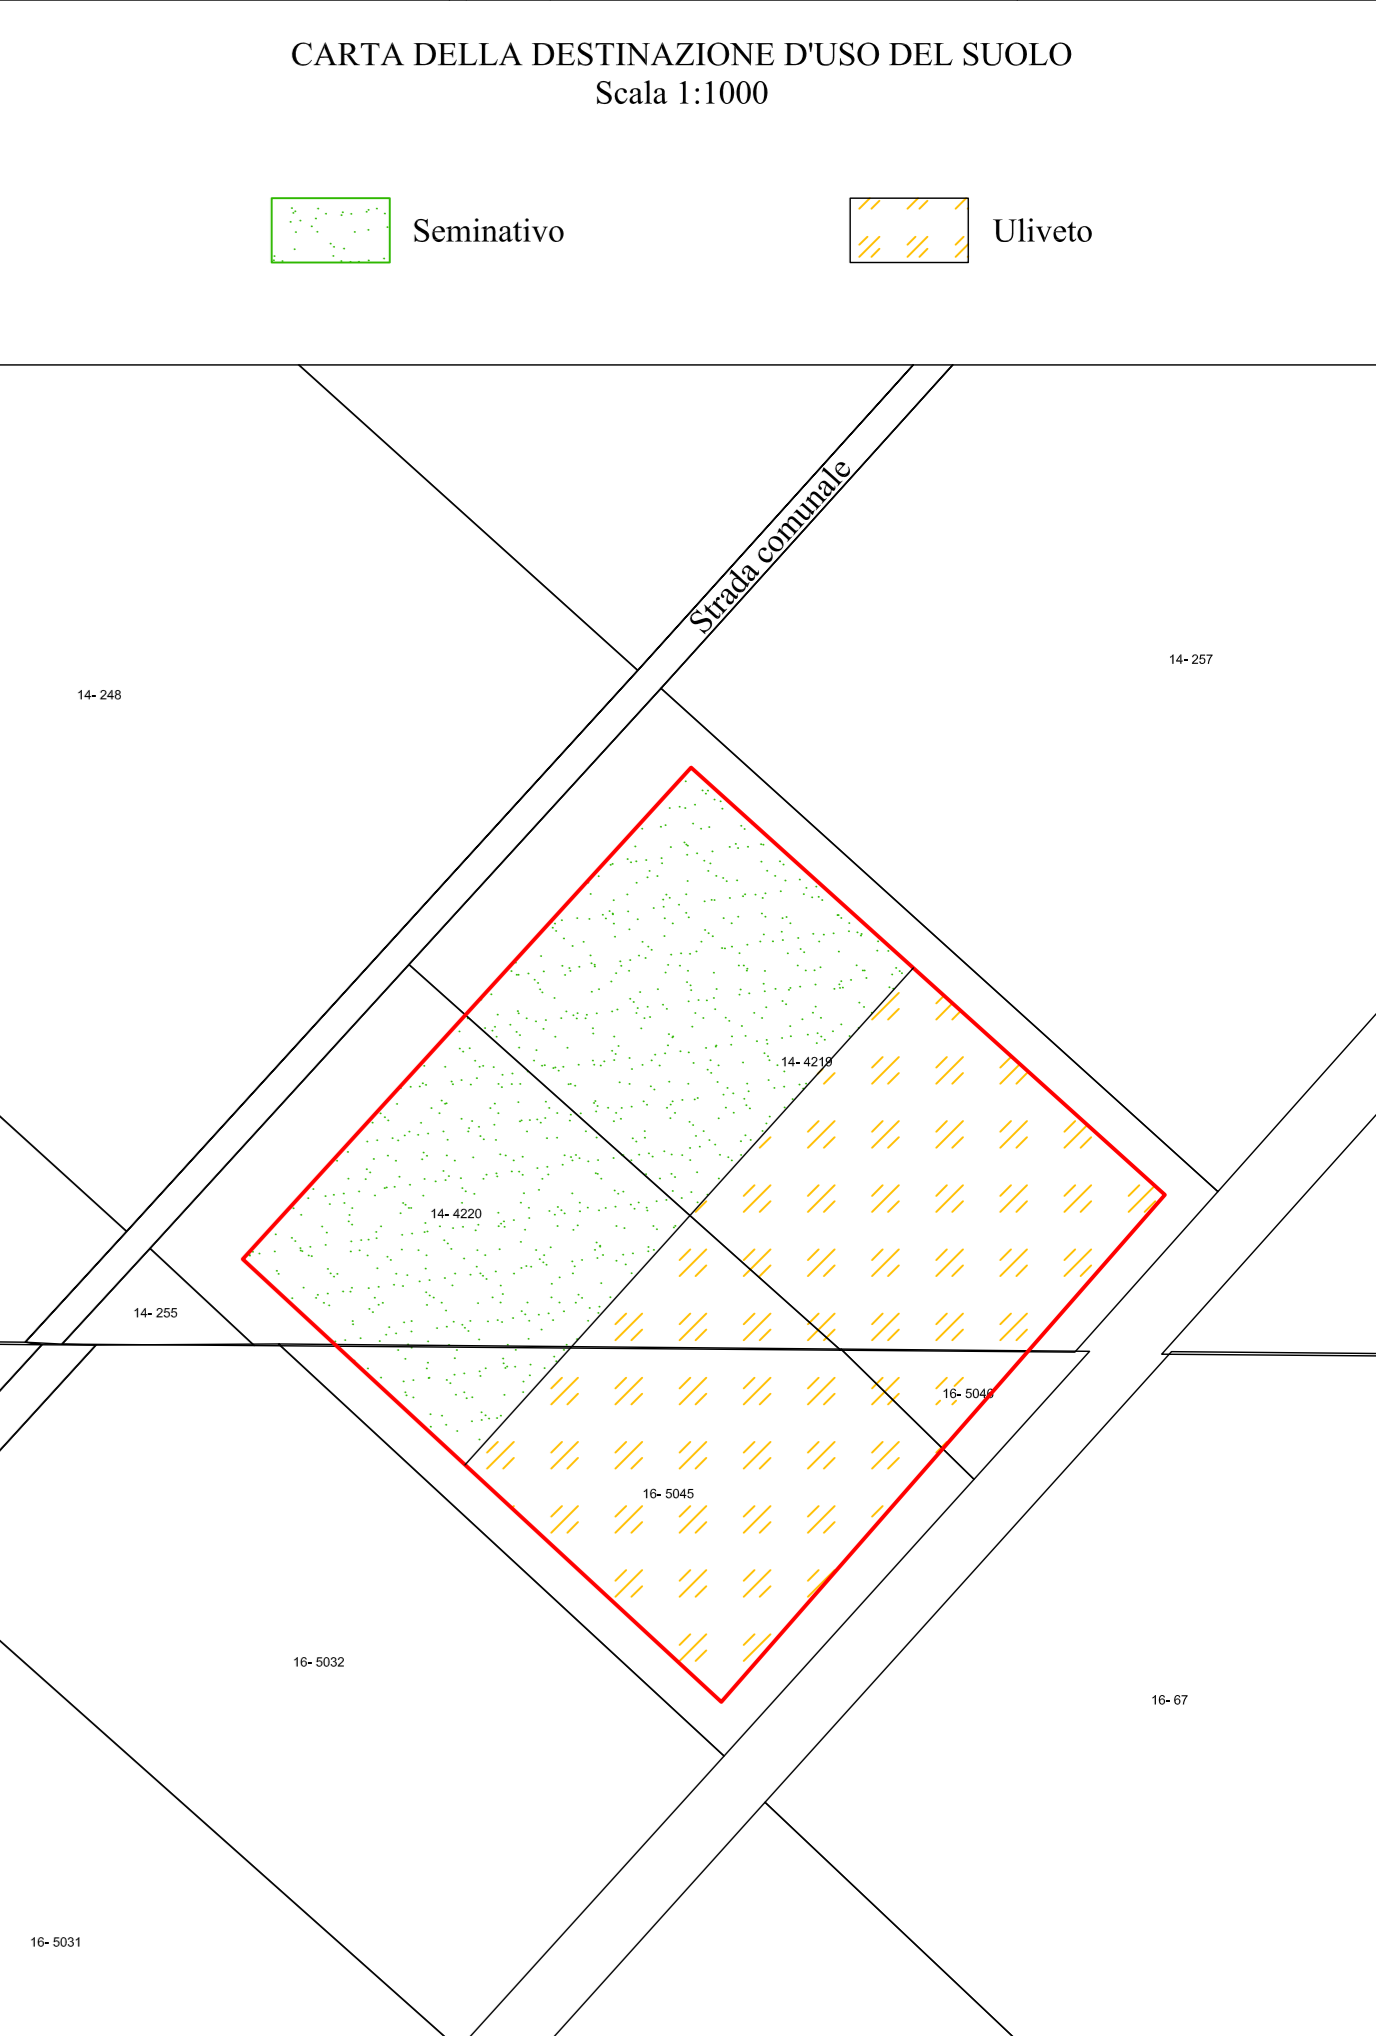 CARTA DELLA DESTINAZIONE D'USO DEL SUOLO
Scala 1:1000
Seminativo
Uliveto
Strada comunale
14- 257
14- 248
14- 4219
14- 4220
14- 255
16- 5046
16- 5045
16- 5032
16- 67
16- 5031